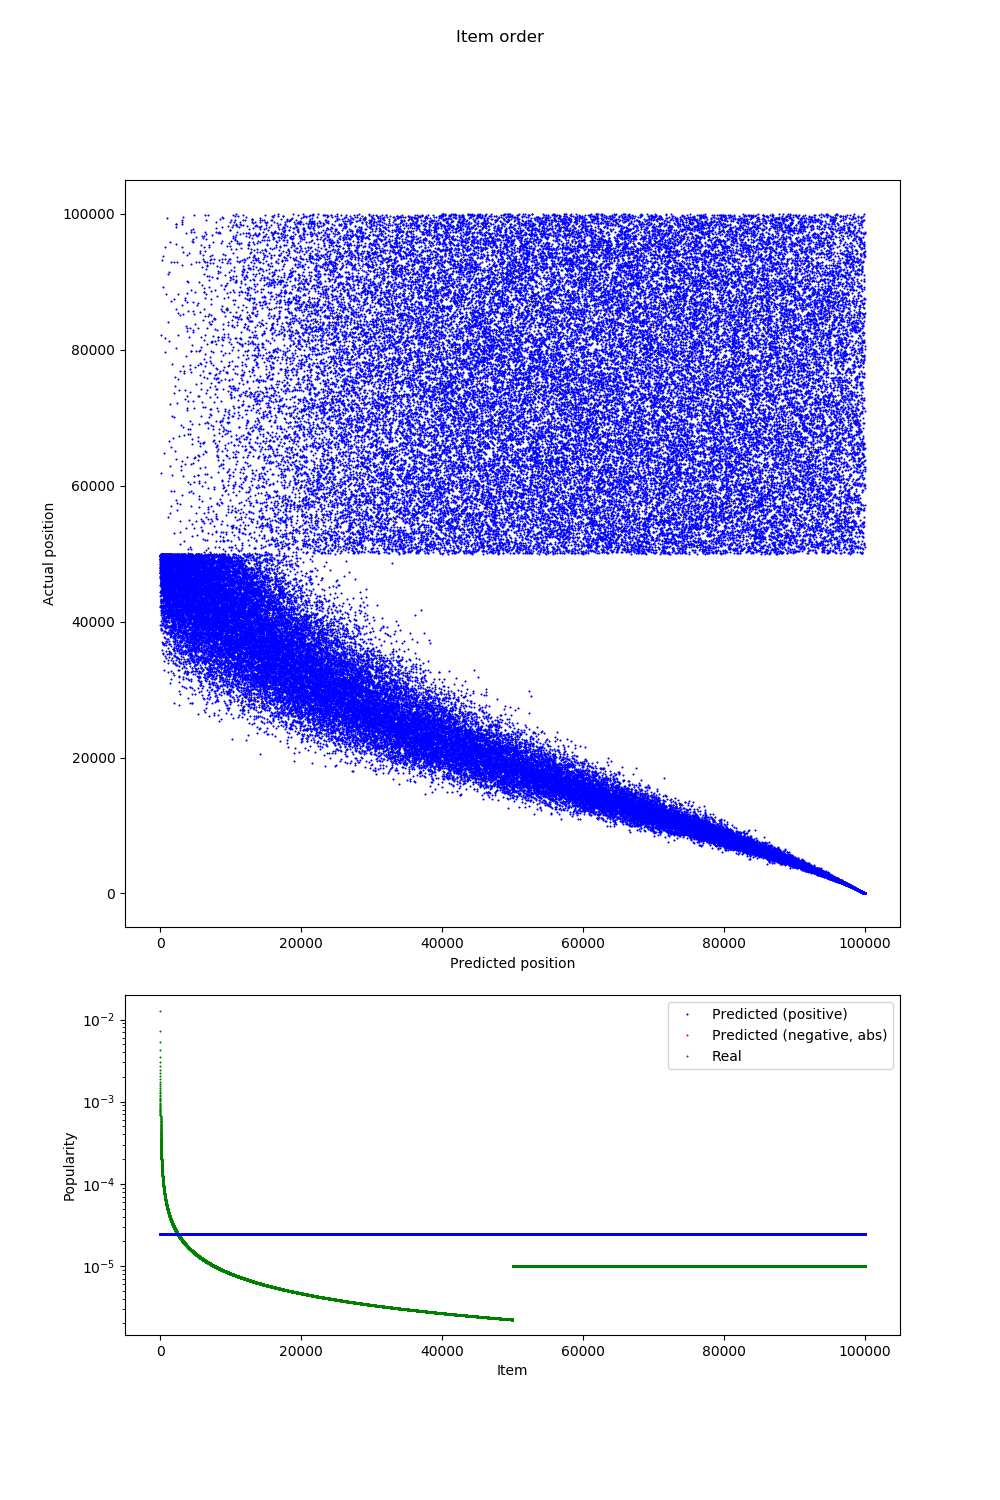 Item order
100000
80000
60000
40000
20000
0
Actual position
0 20000 40000 60000 80000 100000
Predicted position
10⁻²
10⁻³
10⁻⁴
10⁻⁵
Popularity
Predicted (positive)
Predicted (negative, abs)
Real
0 20000 40000 60000 80000 100000
Item